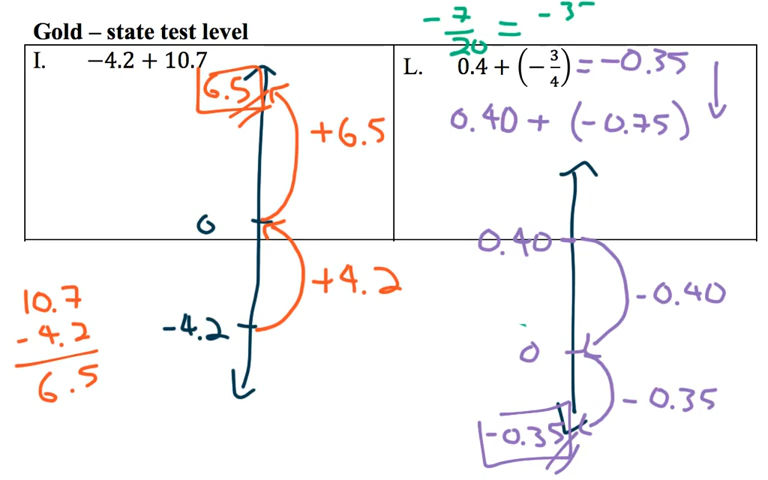 Gold – state test level
I. −4.2 + 10.7
6.5
+6.5
0
+4.2
-4.2
10.7
- 4.2
6.5
-7/20 = -35
L. 0.4 + (−3/4) = -0.35
0.40 + (-0.75)
0.40
-0.40
0
-0.35
-0.35